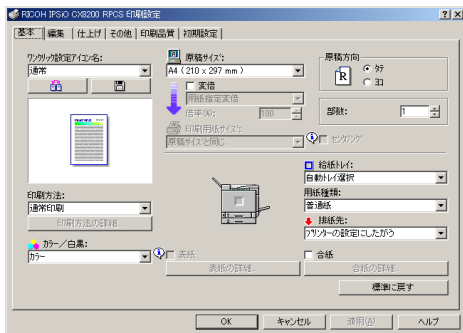 RICOH IPSiO CX8200 RPCS 印刷設定
基本 編集 仕上げ その他 印刷品質 初期設定
ワンクリック設定アイコン名:
通常
原稿サイズ:
A4 (210 x 297 mm)
変倍
用紙指定変倍
倍率(%): 100
印刷用紙サイズ:
原稿サイズと同じ
原稿方向
タテ
ヨコ
部数: 1
センタリング
印刷方法:
通常印刷
印刷方法の詳細...
カラー/白黒:
カラー
給紙トレイ:
自動トレイ選択
用紙種類:
普通紙
排紙先:
プリンターの設定にしたがう
表紙
表紙の詳細...
合紙
合紙の詳細...
標準に戻す
OK キャンセル 適用(A) ヘルプ